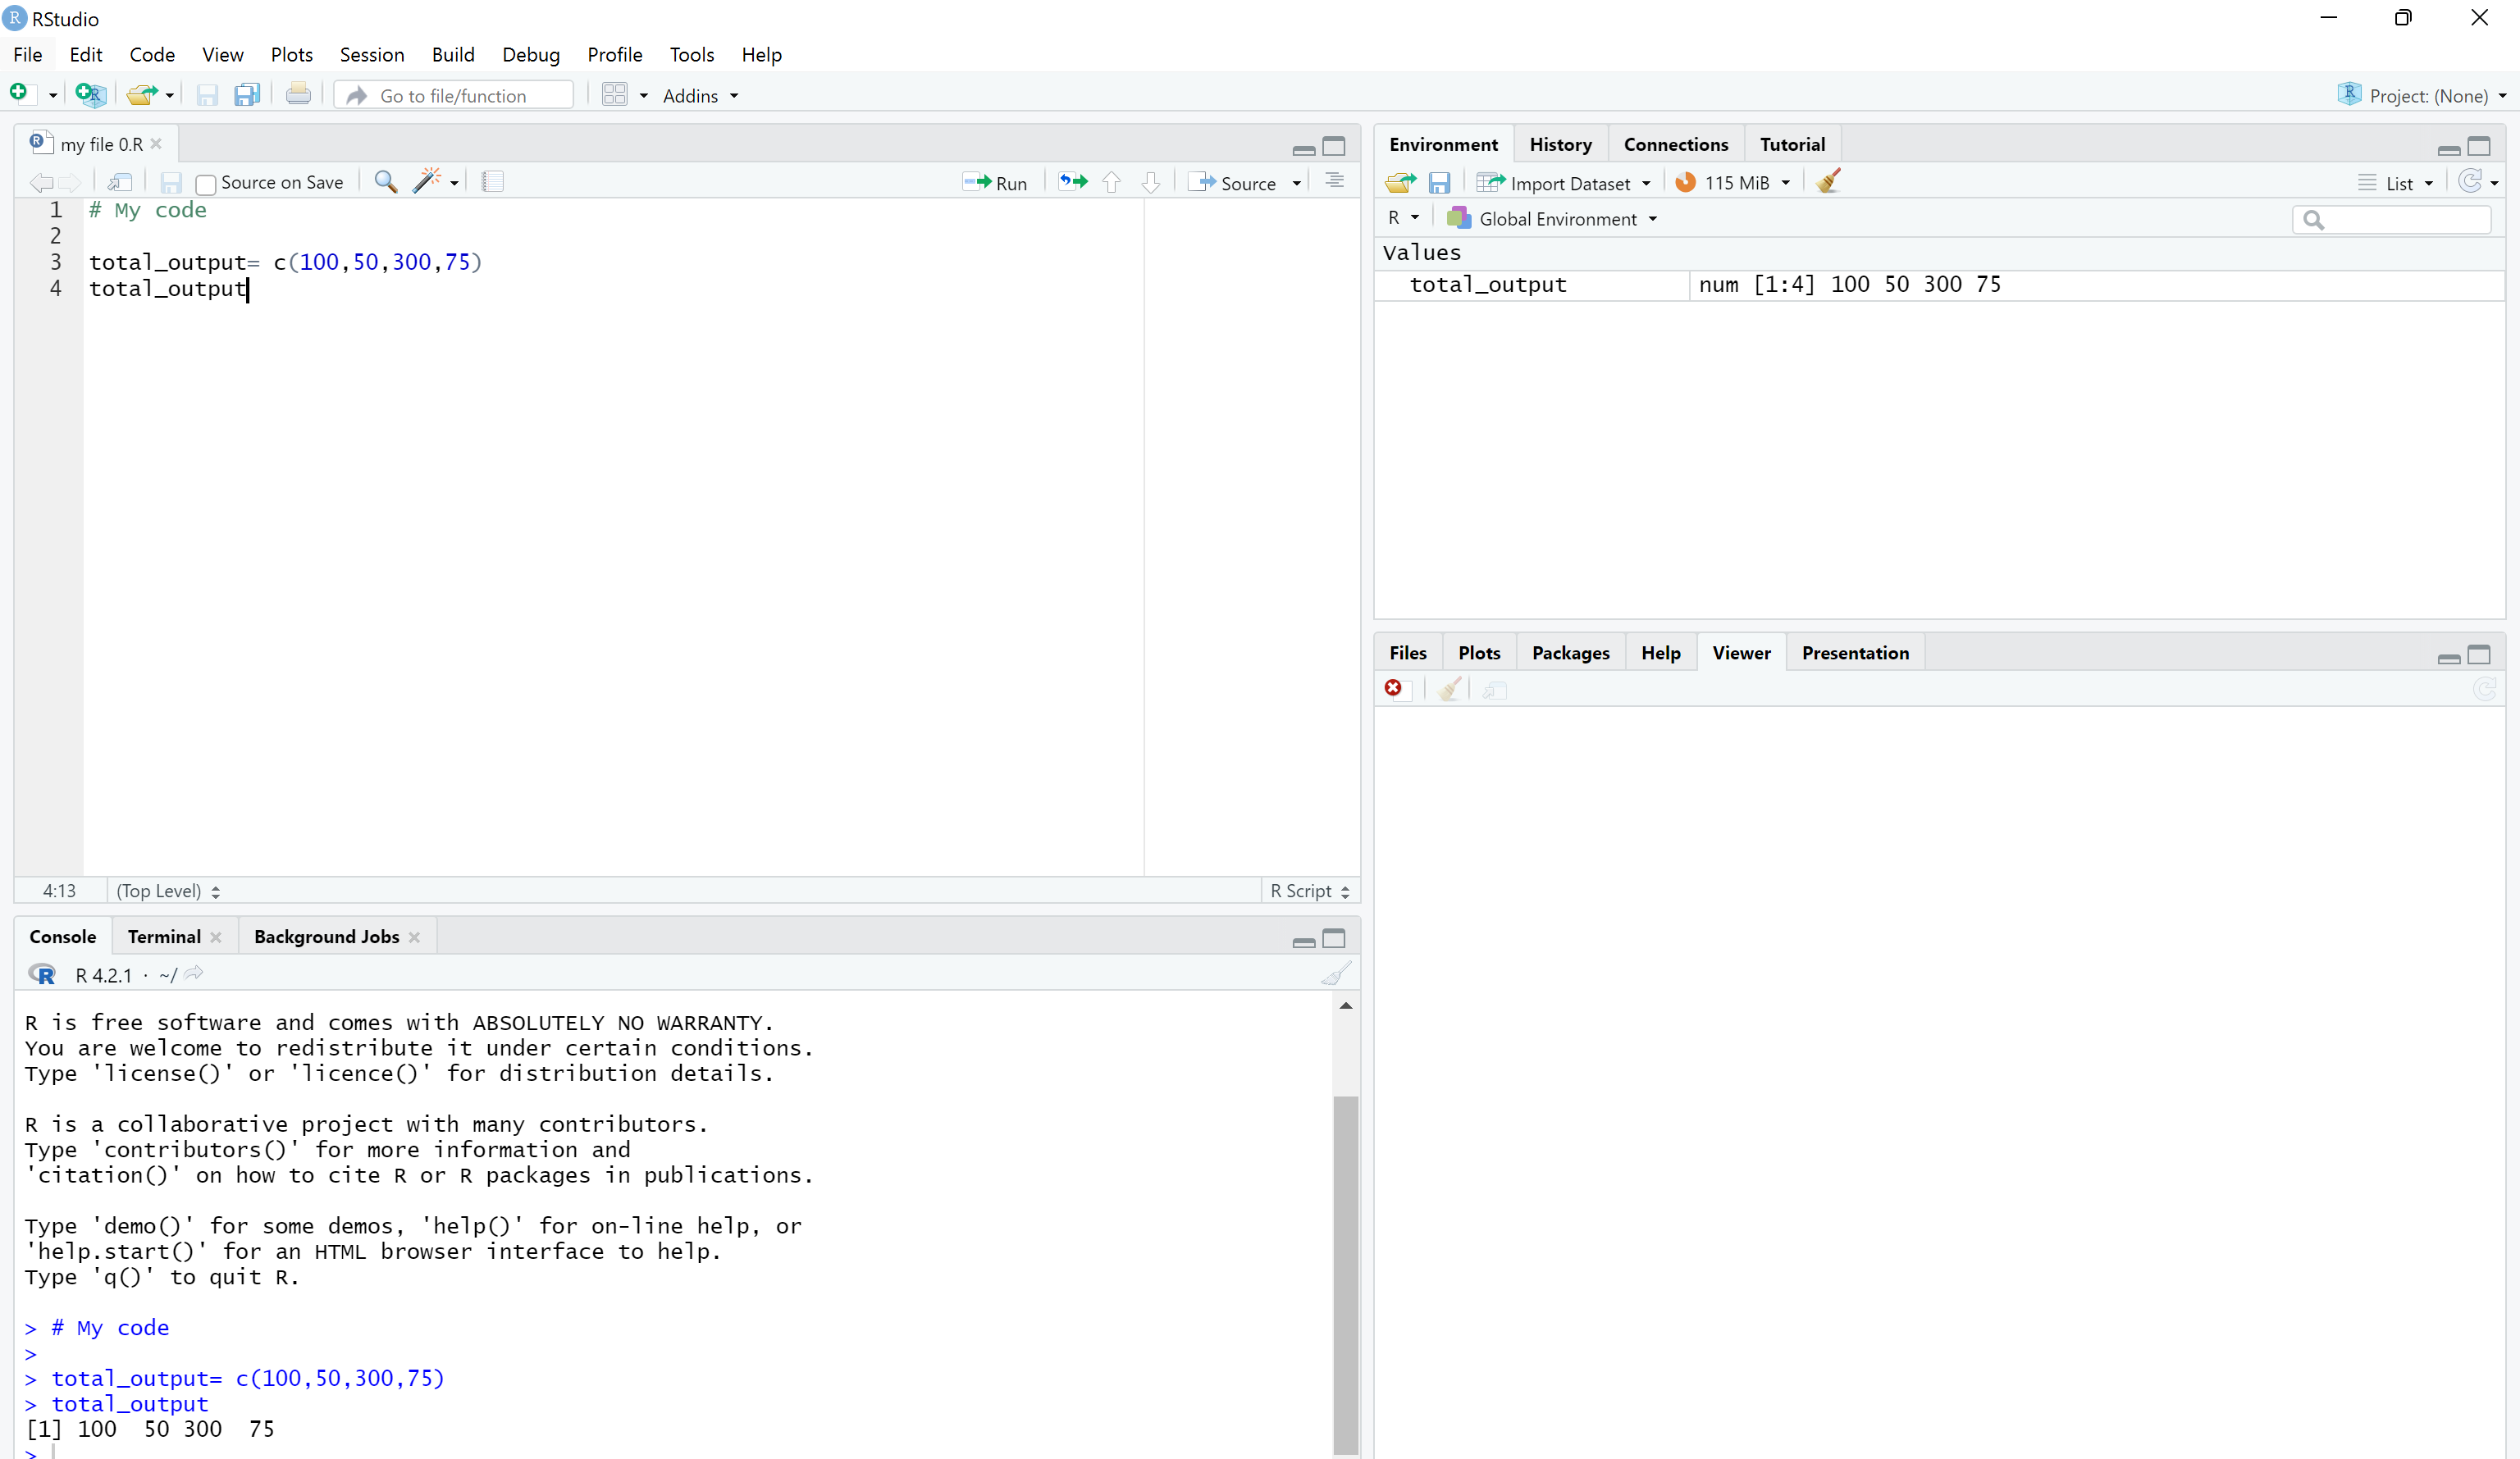 RStudio
File Edit Code View Plots Session Build Debug Profile Tools Help
Go to file/function Addins Project: (None)
my file 0.R
Source on Save Run Source
1 # My code
2
3 total_output= c(100,50,300,75)
4 total_output
4:13 (Top Level) R Script
Console Terminal Background Jobs
R 4.2.1 · ~/
R is free software and comes with ABSOLUTELY NO WARRANTY.
You are welcome to redistribute it under certain conditions.
Type 'license()' or 'licence()' for distribution details.
R is a collaborative project with many contributors.
Type 'contributors()' for more information and
'citation()' on how to cite R or R packages in publications.
Type 'demo()' for some demos, 'help()' for on-line help, or
'help.start()' for an HTML browser interface to help.
Type 'q()' to quit R.
> # My code
>
> total_output= c(100,50,300,75)
> total_output
[1] 100  50 300  75
>
Environment History Connections Tutorial
Import Dataset 115 MiB List
R Global Environment
Values
total_output num [1:4] 100 50 300 75
Files Plots Packages Help Viewer Presentation